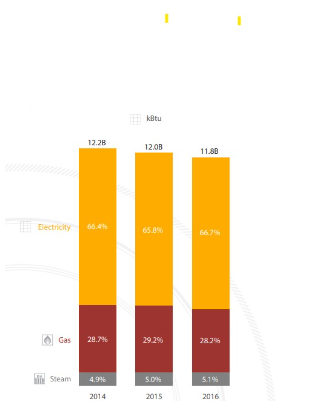 kBtu
12.2B 12.0B 11.8B
Electricity 66.4% 65.8% 66.7%
Gas 28.7% 29.2% 28.2%
Steam 4.9% 5.0% 5.1%
2014 2015 2016